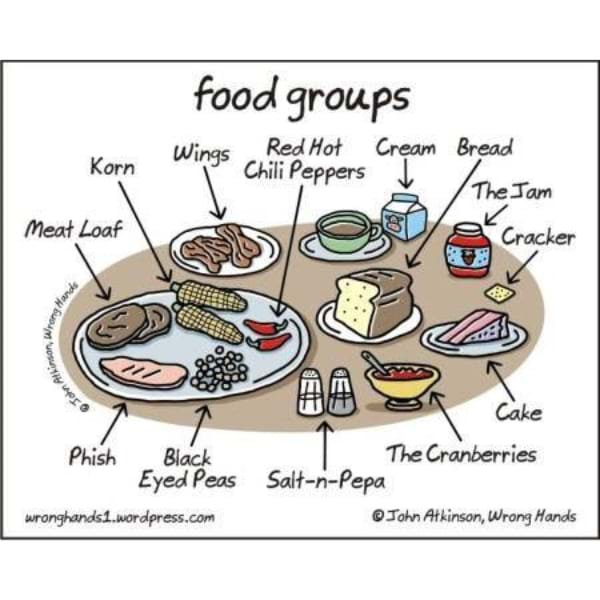 food groups
Wings
Red Hot
Chili Peppers
Cream
Bread
Korn
The Jam
Meat Loaf
Cracker
© John Atkinson, Wrong Hands
Phish
Black
Eyed Peas
Salt-n-Pepa
The Cranberries
Cake
wronghands1.wordpress.com
© John Atkinson, Wrong Hands